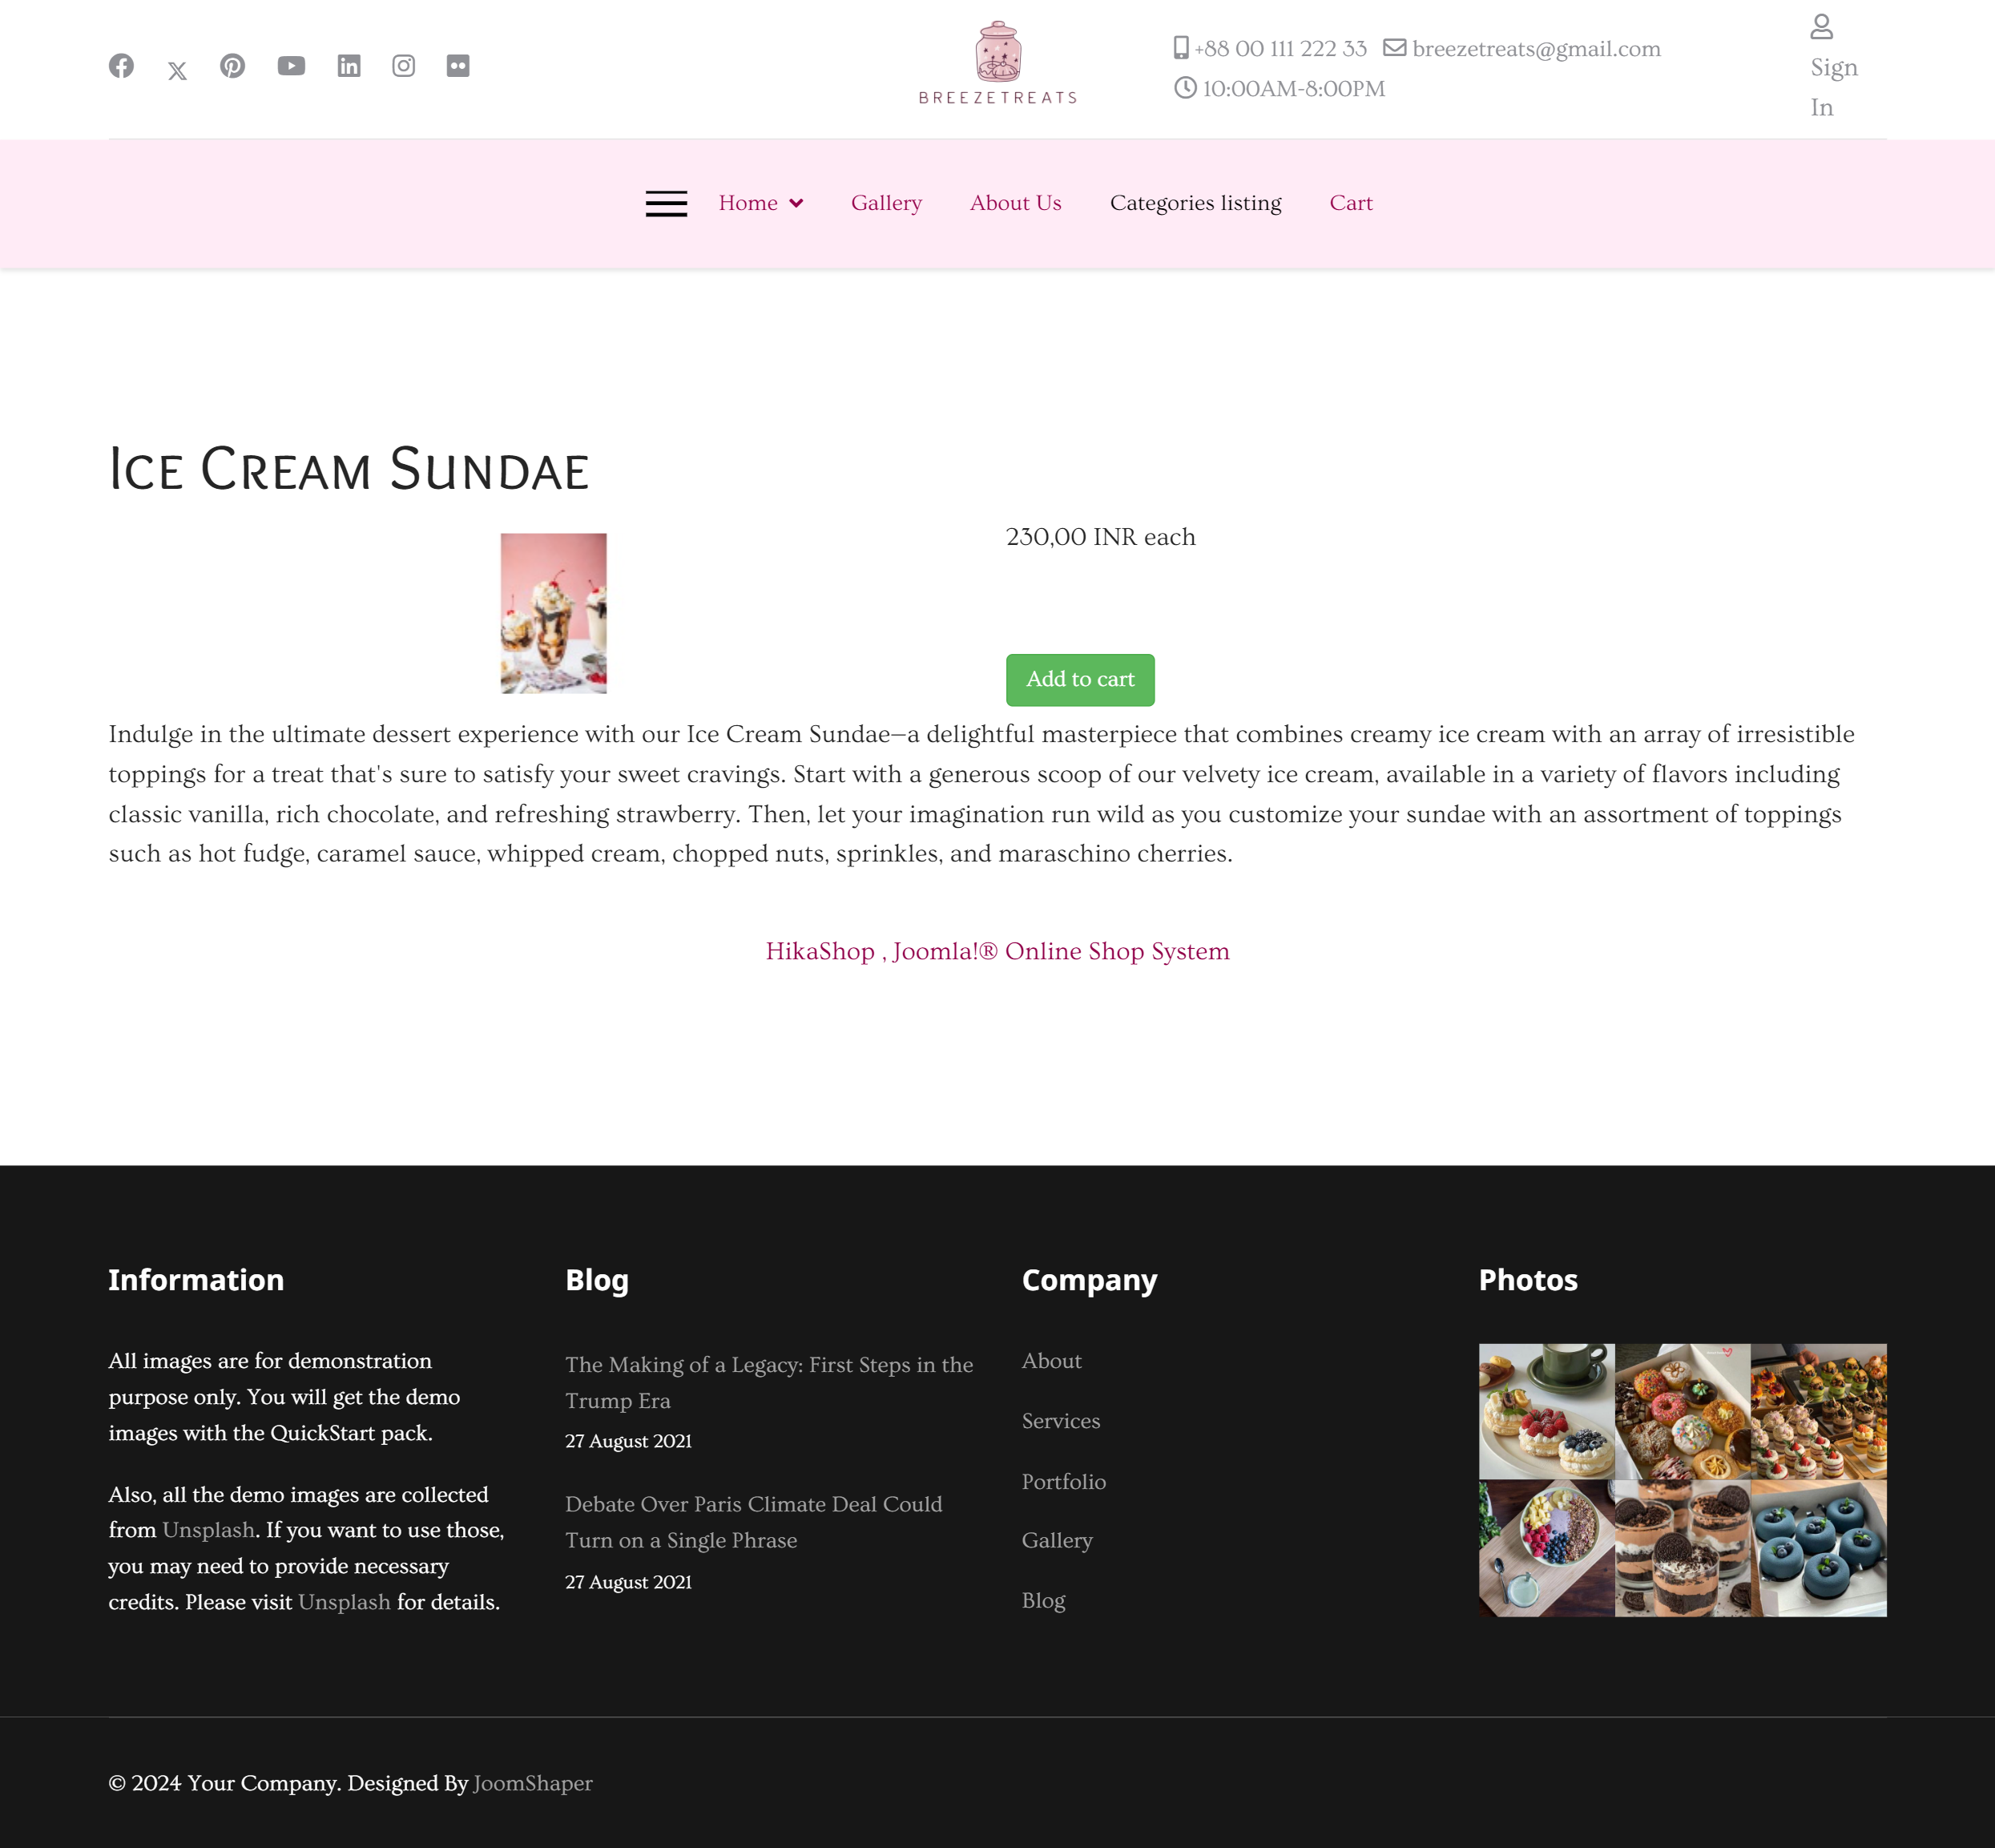 BREEZETREATS
+88 00 111 222 33 breezetreats@gmail.com
10:00AM-8:00PM
Sign
In
Home Gallery About Us Categories listing Cart
Ice Cream Sundae
230,00 INR each
Add to cart
Indulge in the ultimate dessert experience with our Ice Cream Sundae—a delightful masterpiece that combines creamy ice cream with an array of irresistible
toppings for a treat that's sure to satisfy your sweet cravings. Start with a generous scoop of our velvety ice cream, available in a variety of flavors including
classic vanilla, rich chocolate, and refreshing strawberry. Then, let your imagination run wild as you customize your sundae with an assortment of toppings
such as hot fudge, caramel sauce, whipped cream, chopped nuts, sprinkles, and maraschino cherries.
HikaShop , Joomla!® Online Shop System
Information
All images are for demonstration
purpose only. You will get the demo
images with the QuickStart pack.
Also, all the demo images are collected
from Unsplash. If you want to use those,
you may need to provide necessary
credits. Please visit Unsplash for details.
Blog
The Making of a Legacy: First Steps in the
Trump Era
27 August 2021
Debate Over Paris Climate Deal Could
Turn on a Single Phrase
27 August 2021
Company
About
Services
Portfolio
Gallery
Blog
Photos
© 2024 Your Company. Designed By JoomShaper